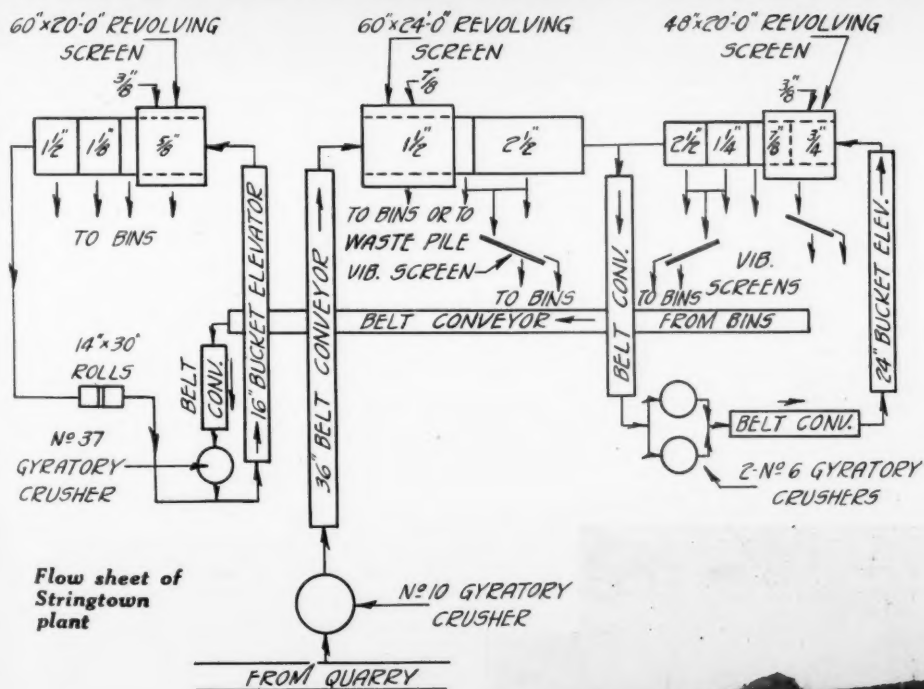 60"x20'-0" REVOLVING
SCREEN
3/8"
1 1/2"
1 1/8"
5/8"
TO BINS
60"x24'-0" REVOLVING
SCREEN
7/8"
1 1/2"
2 1/2"
TO BINS OR TO
WASTE PILE
VIB. SCREEN
TO BINS
48"x20'-0" REVOLVING
SCREEN
3/8"
2 1/2"
1 1/4"
7/8"
3/4"
TO BINS
VIB.
SCREENS
BELT CONVEYOR
FROM BINS
14"x30"
ROLLS
BELT
CONV.
16" BUCKET ELEVATOR
36" BELT CONVEYOR
BELT CONV.
24" BUCKET ELEV.
BELT CONV.
Nº 37
GYRATORY
CRUSHER
2-Nº 6 GYRATORY
CRUSHERS
Flow sheet of
Stringtown
plant
Nº 10 GYRATORY
CRUSHER
FROM QUARRY